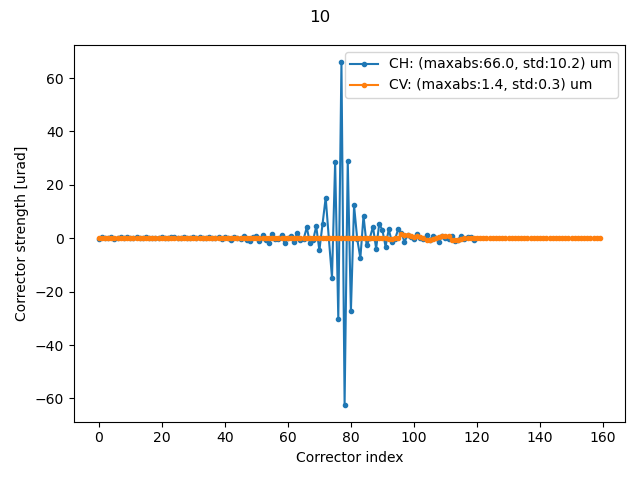 10
CH: (maxabs:66.0, std:10.2) um
CV: (maxabs:1.4, std:0.3) um
Corrector strength [urad]
60
40
20
0
−20
−40
−60
0 20 40 60 80 100 120 140 160
Corrector index